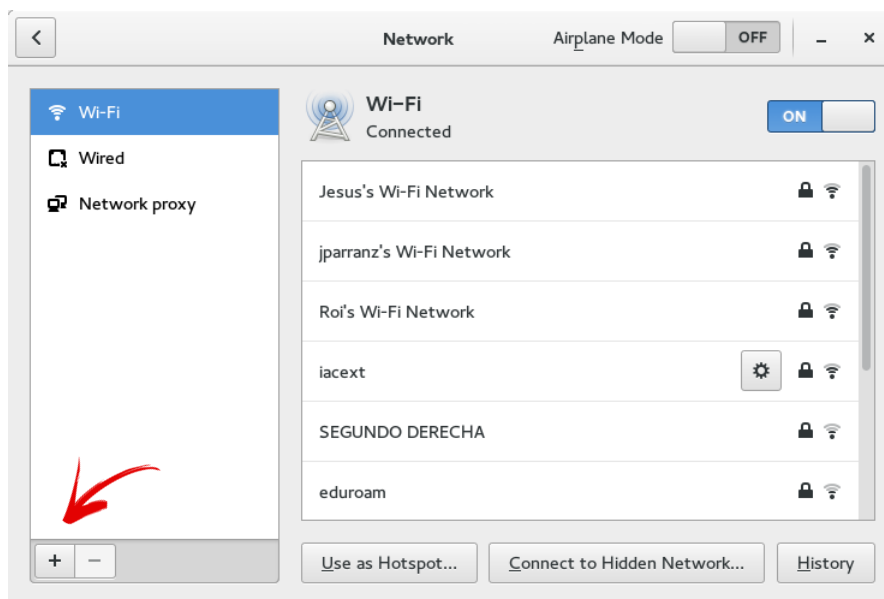 Network
Airplane Mode
OFF
Wi-Fi
Wired
Network proxy
Wi-Fi
Connected
ON
Jesus's Wi-Fi Network
jparranz's Wi-Fi Network
Roi's Wi-Fi Network
iacext
SEGUNDO DERECHA
eduroam
+ −
Use as Hotspot...
Connect to Hidden Network...
History